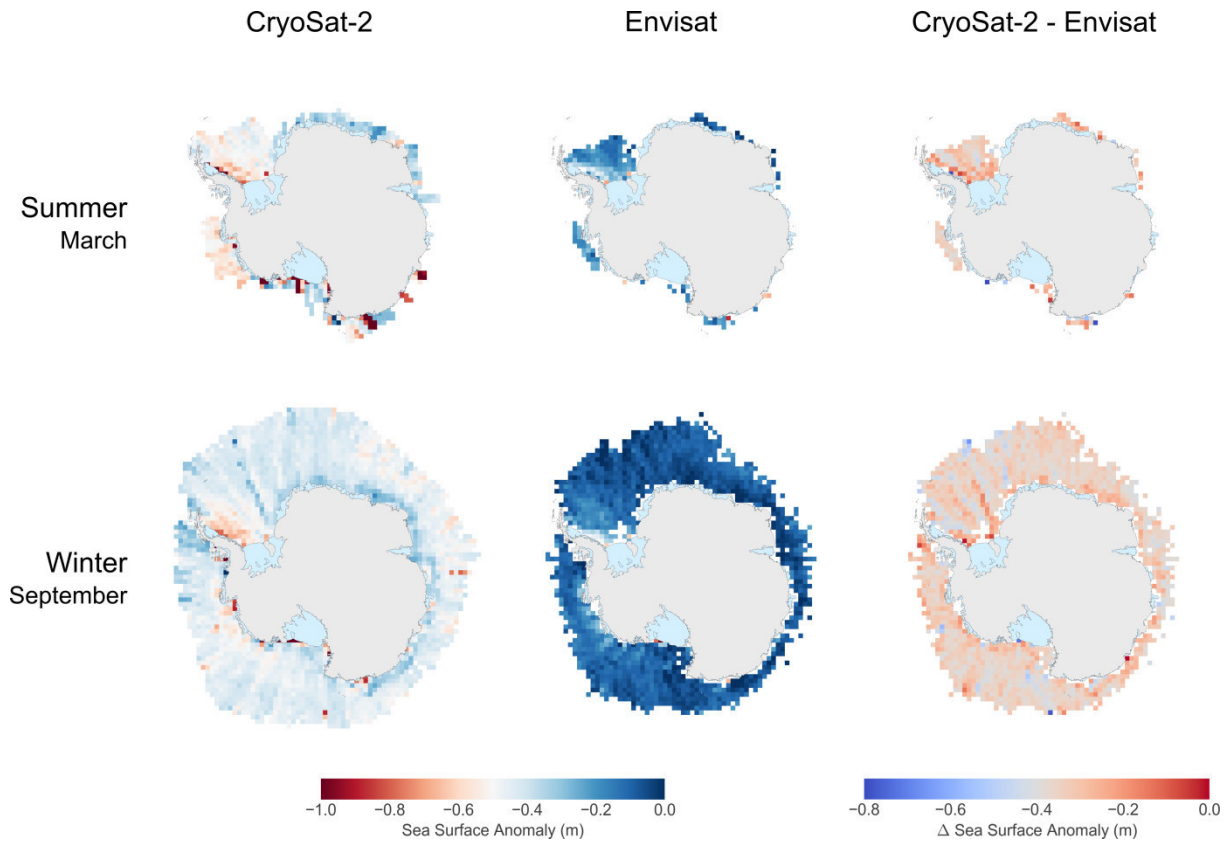 CryoSat-2 Envisat CryoSat-2 - Envisat
Summer
March
Winter
September
−1.0 −0.8 −0.6 −0.4 −0.2 0.0
Sea Surface Anomaly (m)
−0.8 −0.6 −0.4 −0.2 0.0
Δ Sea Surface Anomaly (m)